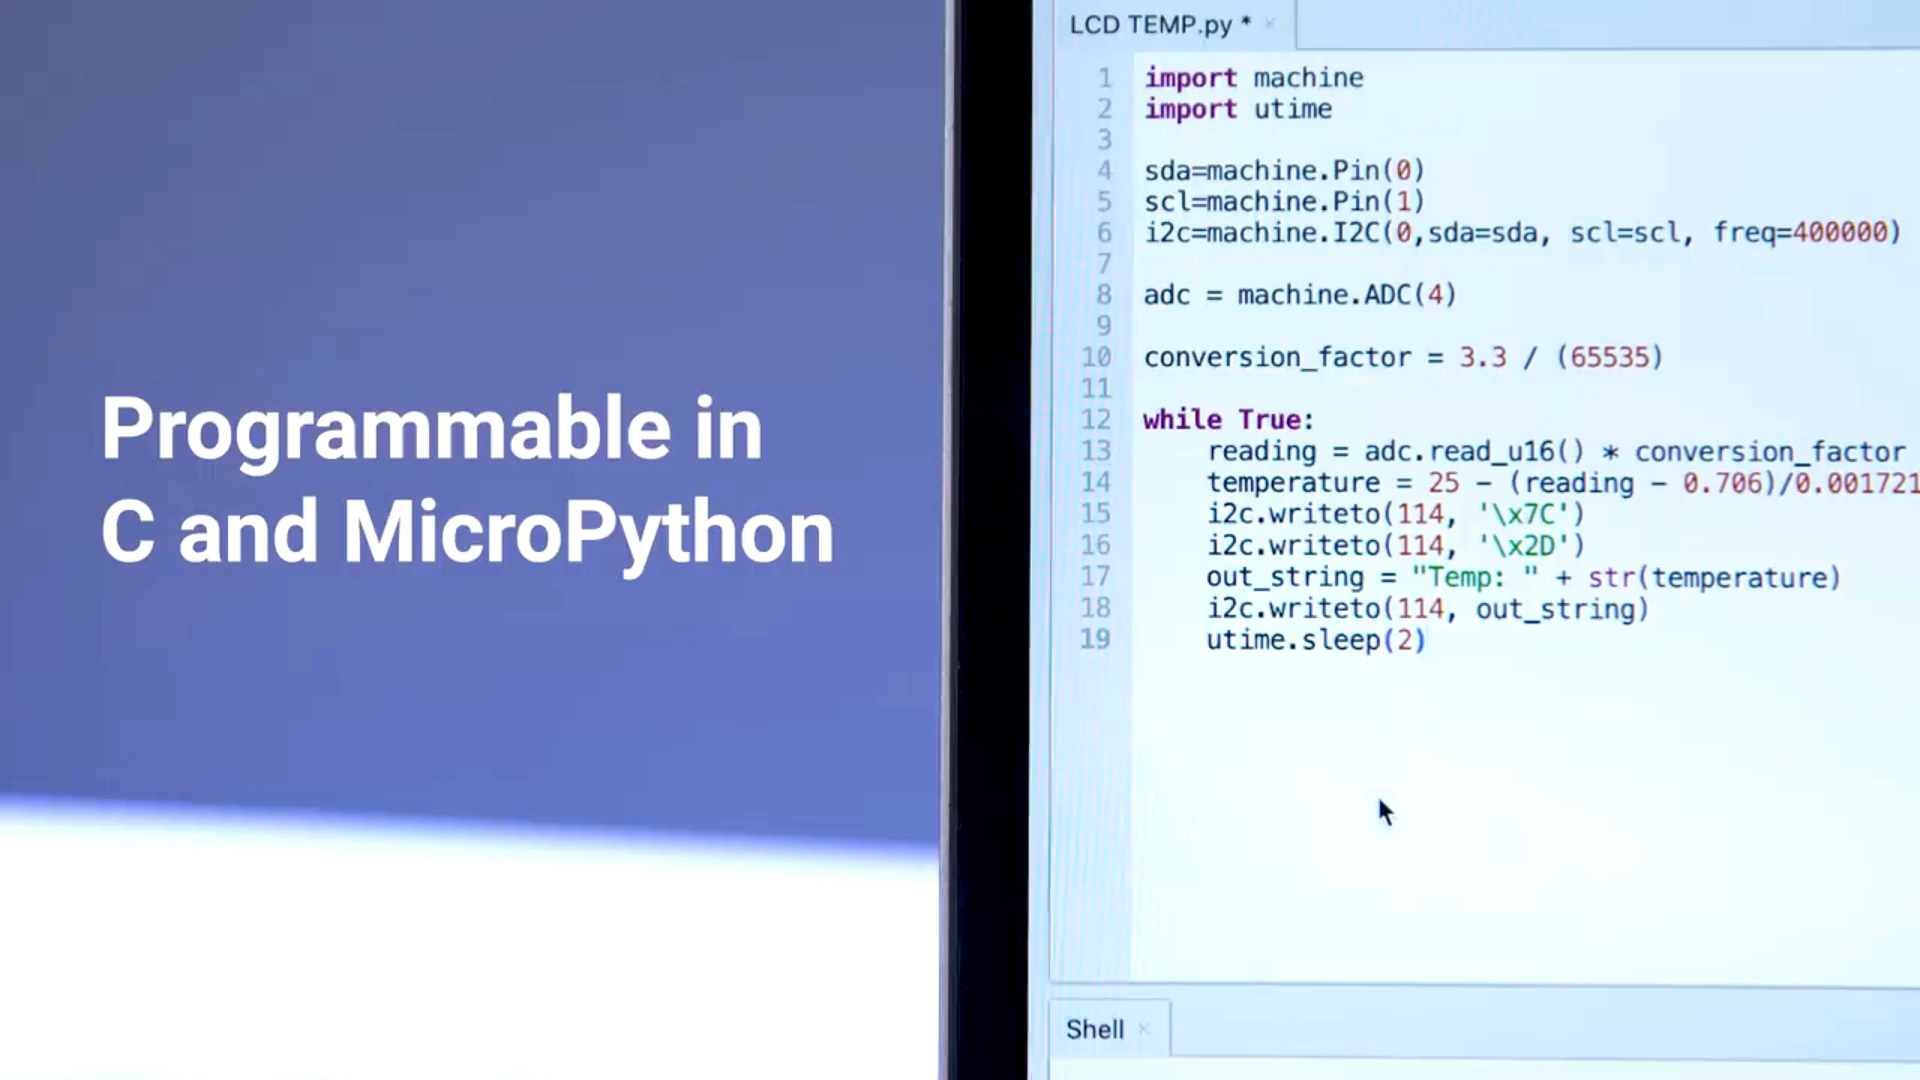 Programmable in
C and MicroPython
LCD TEMP.py *
1 import machine
2 import utime
3
4 sda=machine.Pin(0)
5 scl=machine.Pin(1)
6 i2c=machine.I2C(0,sda=sda, scl=scl, freq=400000)
7
8 adc = machine.ADC(4)
9
10 conversion_factor = 3.3 / (65535)
11
12 while True:
13     reading = adc.read_u16() * conversion_factor
14     temperature = 25 - (reading - 0.706)/0.001721
15     i2c.writeto(114, '\x7C')
16     i2c.writeto(114, '\x2D')
17     out_string = "Temp: " + str(temperature)
18     i2c.writeto(114, out_string)
19     utime.sleep(2)
Shell